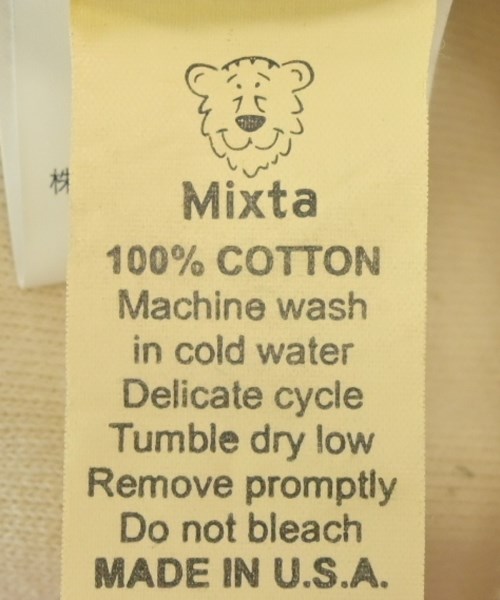 株
Mixta
100% COTTON
Machine wash
in cold water
Delicate cycle
Tumble dry low
Remove promptly
Do not bleach
MADE IN U.S.A.